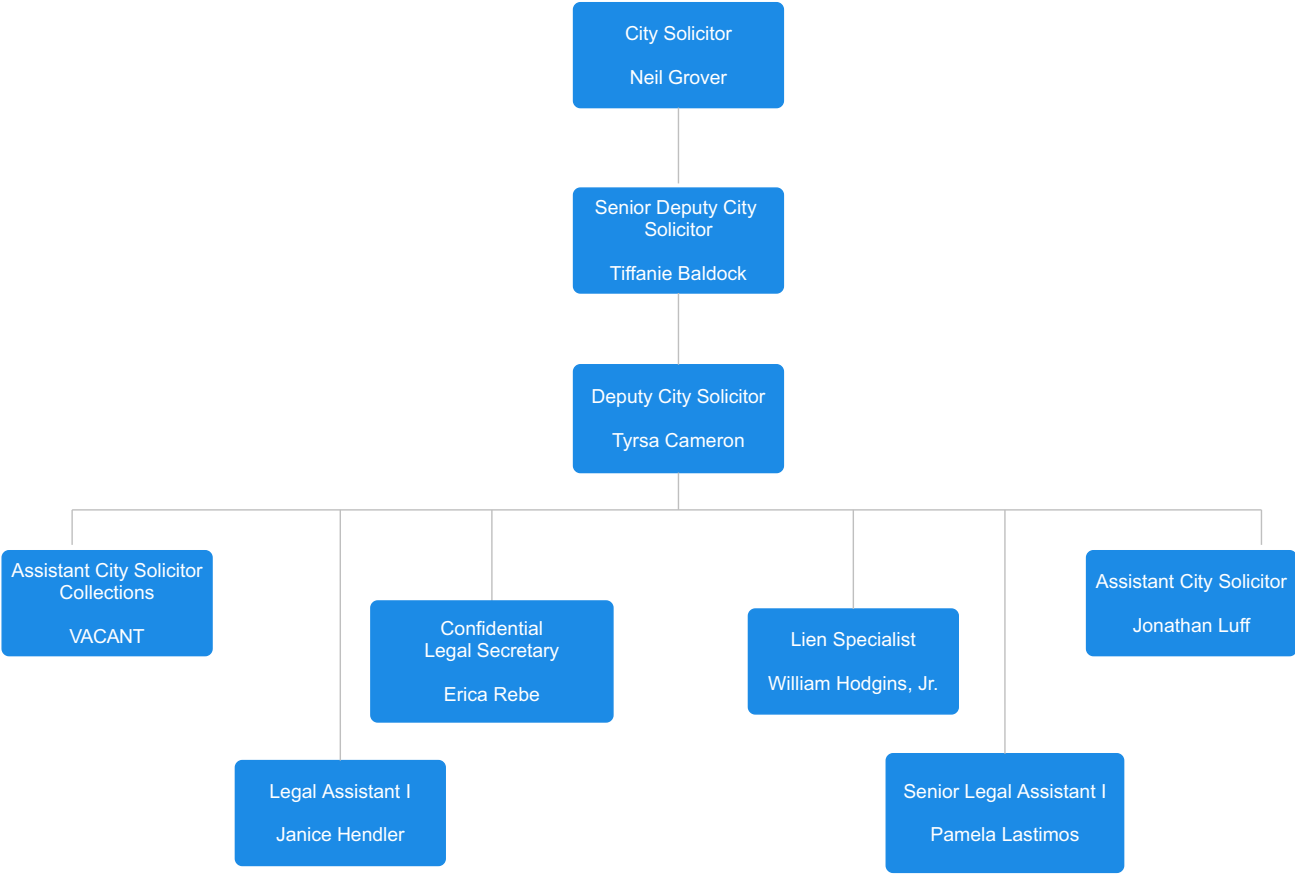 City Solicitor
Neil Grover
Senior Deputy City
Solicitor
Tiffanie Baldock
Deputy City Solicitor
Tyrsa Cameron
Assistant City Solicitor
Collections
VACANT
Legal Assistant I
Janice Hendler
Confidential
Legal Secretary
Erica Rebe
Lien Specialist
William Hodgins, Jr.
Senior Legal Assistant I
Pamela Lastimos
Assistant City Solicitor
Jonathan Luff